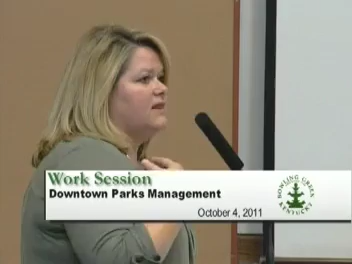 Work Session
Downtown Parks Management
October 4, 2011
BOWLING GREEN
KENTUCKY